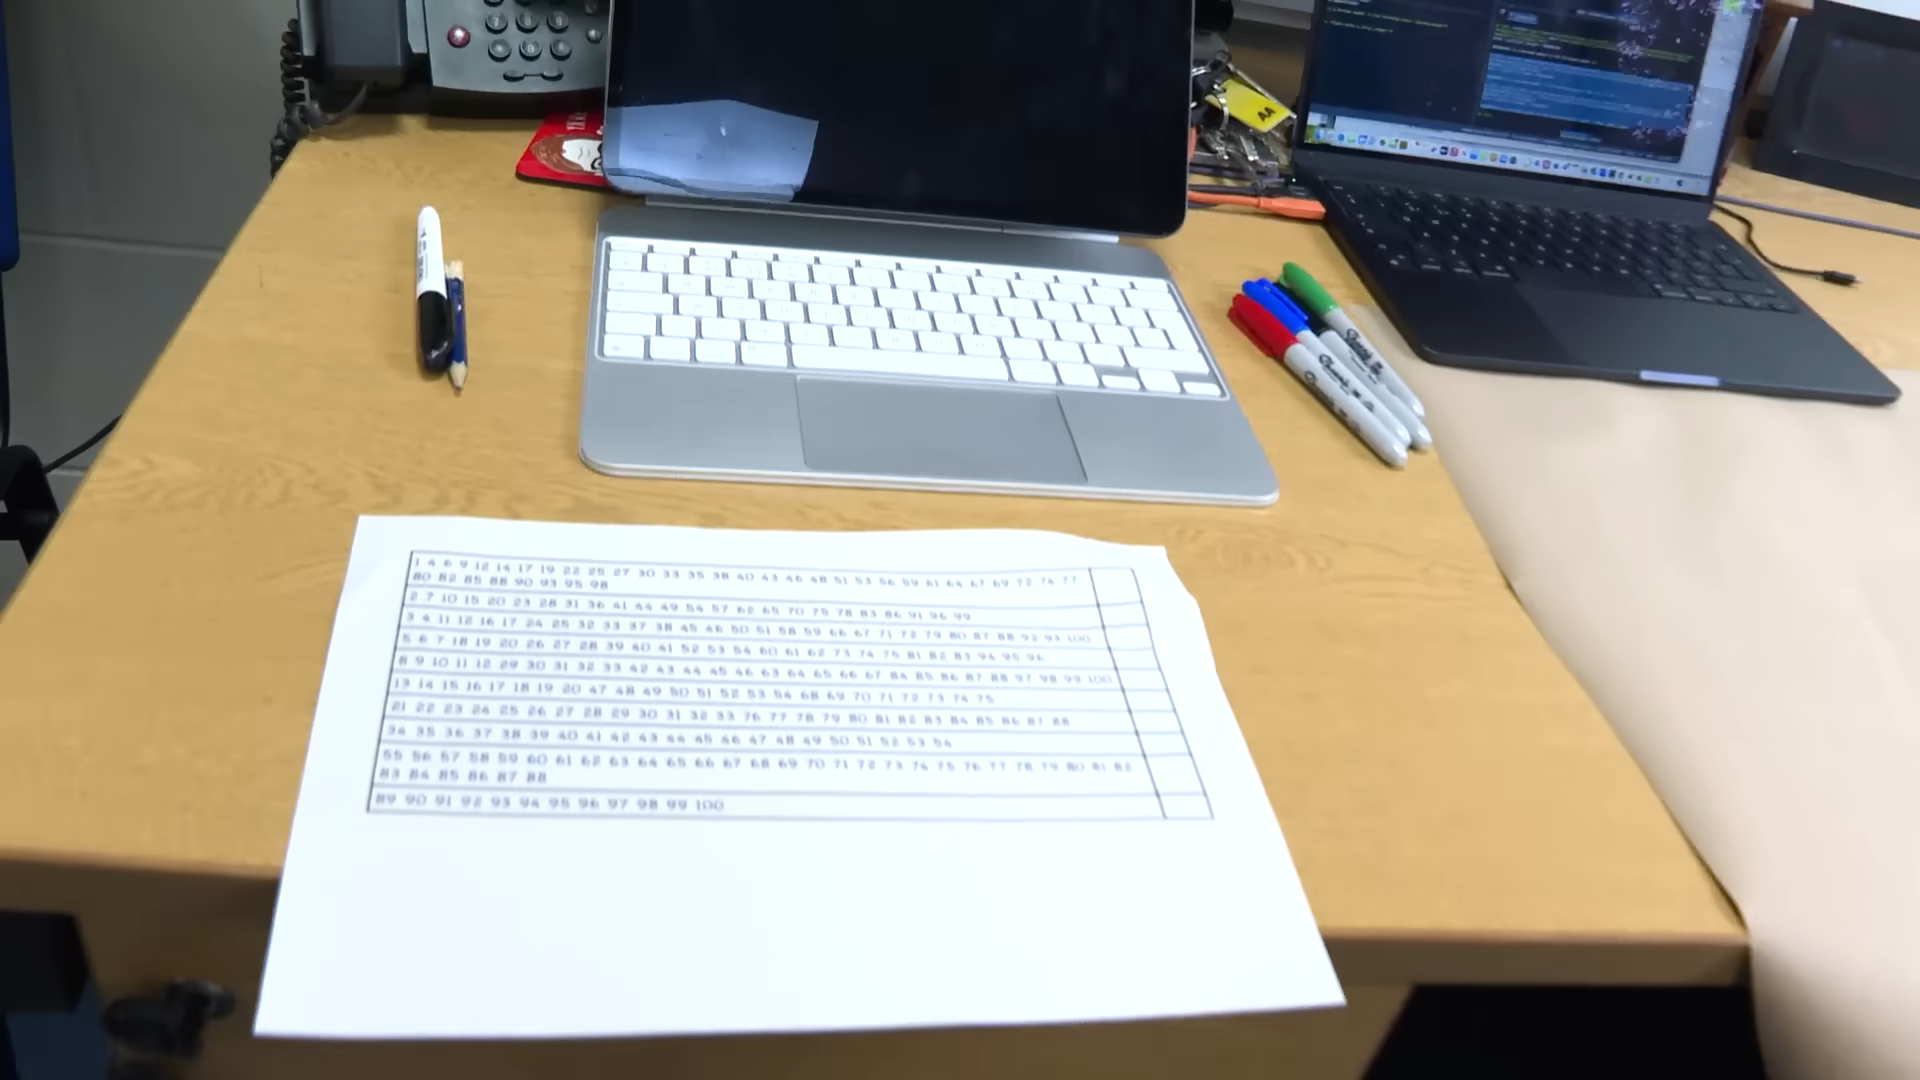 AA
1 4 6 9 12 14 17 19 22 25 27 30 33 35 38 40 43 46 48 51 53 56 59 61 64 67 69 72 74 77
80 82 85 88 90 93 95 98
2 7 10 15 20 23 28 31 36 41 44 49 54 57 62 65 70 75 78 83 86 91 96 99
3 4 11 12 16 17 24 25 32 33 37 38 45 46 50 51 58 59 66 67 71 72 79 80 87 88 92 93 100
5 6 7 18 19 20 26 27 28 39 40 41 52 53 54 60 61 62 73 74 75 81 82 83 94 95 96
8 9 10 11 12 29 30 31 32 33 42 43 44 45 46 63 64 65 66 67 84 85 86 87 88 97 98 99 100
13 14 15 16 17 18 19 20 47 48 49 50 51 52 53 54 68 69 70 71 72 73 74 75
21 22 23 24 25 26 27 28 29 30 31 32 33 76 77 78 79 80 81 82 83 84 85 86 87 88
34 35 36 37 38 39 40 41 42 43 44 45 46 47 48 49 50 51 52 53 54
55 56 57 58 59 60 61 62 63 64 65 66 67 68 69 70 71 72 73 74 75 76 77 78 79 80 81 82
83 84 85 86 87 88
89 90 91 92 93 94 95 96 97 98 99 100